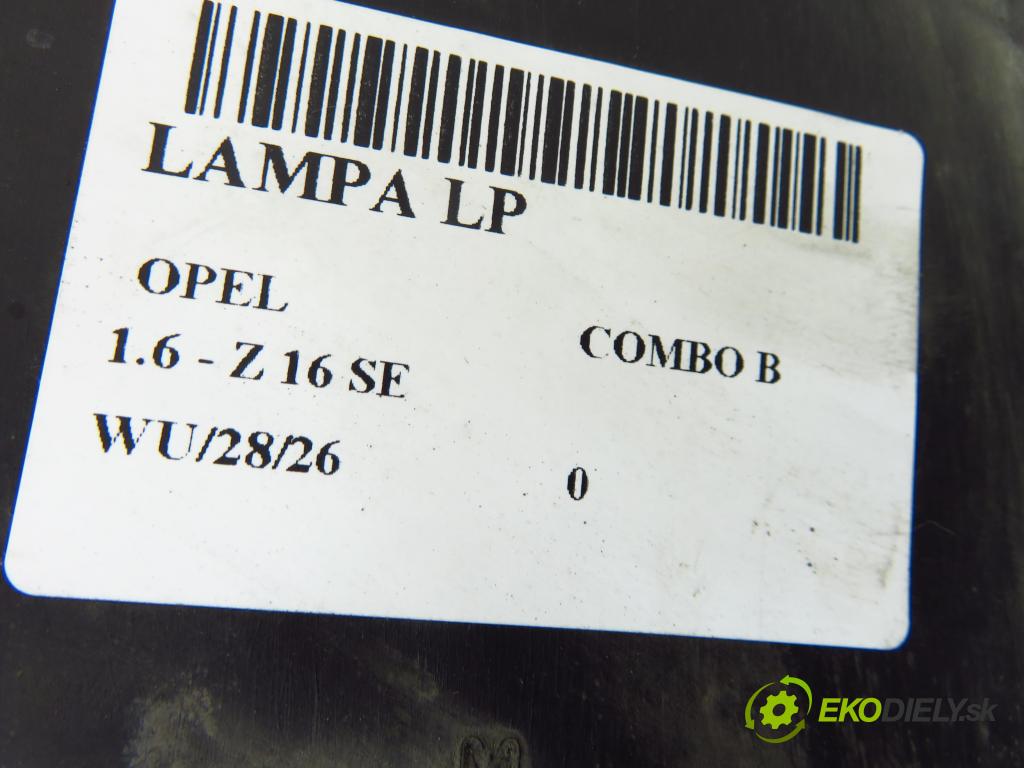 LAMPA LP
OPEL
COMBO B
1.6 - Z 16 SE
WU/28/26
0
EKODIELY.sk